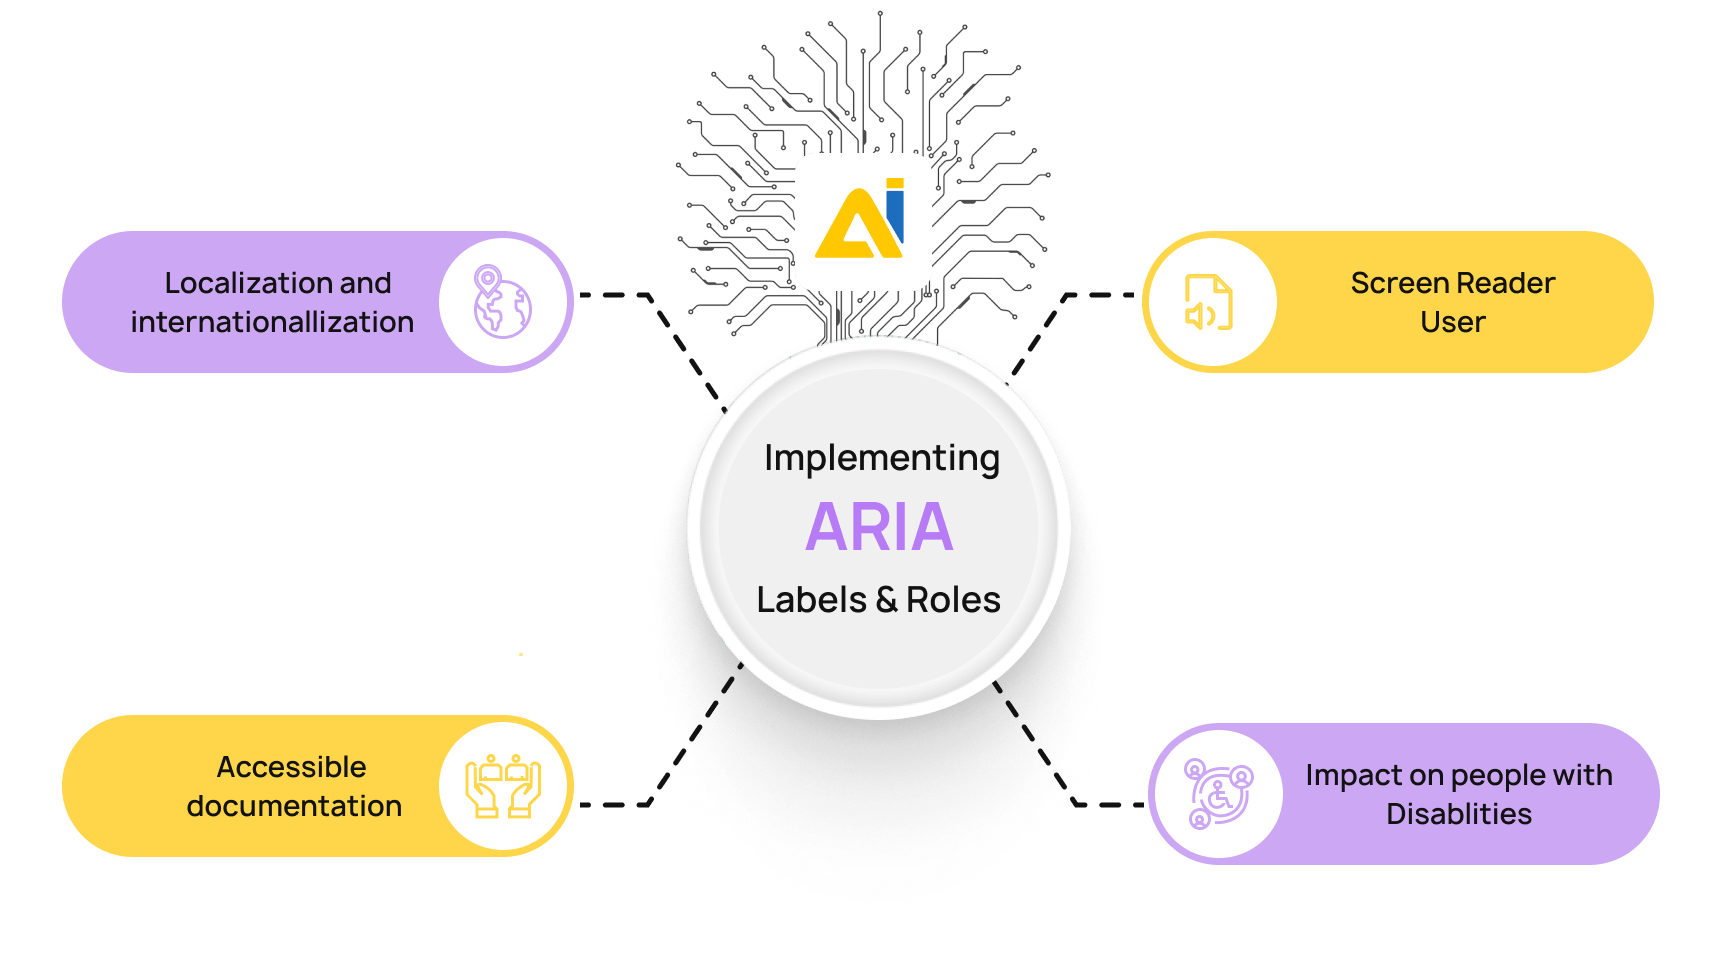 Ai
Localization and
internationallization
Screen Reader
User
Implementing
ARIA
Labels & Roles
Accessible
documentation
Impact on people with
Disablities